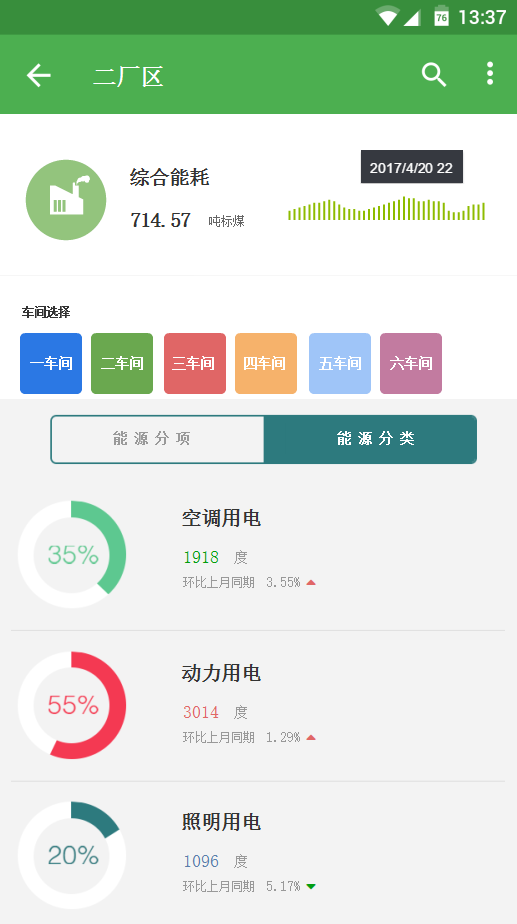 76 13:37
二厂区
2017/4/20 22
综合能耗
714.57 吨标煤
车间选择
一车间 二车间 三车间 四车间 五车间 六车间
能源分项 能源分类
空调用电
35%
1918 度
环比上月同期 3.55%
动力用电
55%
3014 度
环比上月同期 1.29%
照明用电
20%
1096 度
环比上月同期 5.17%